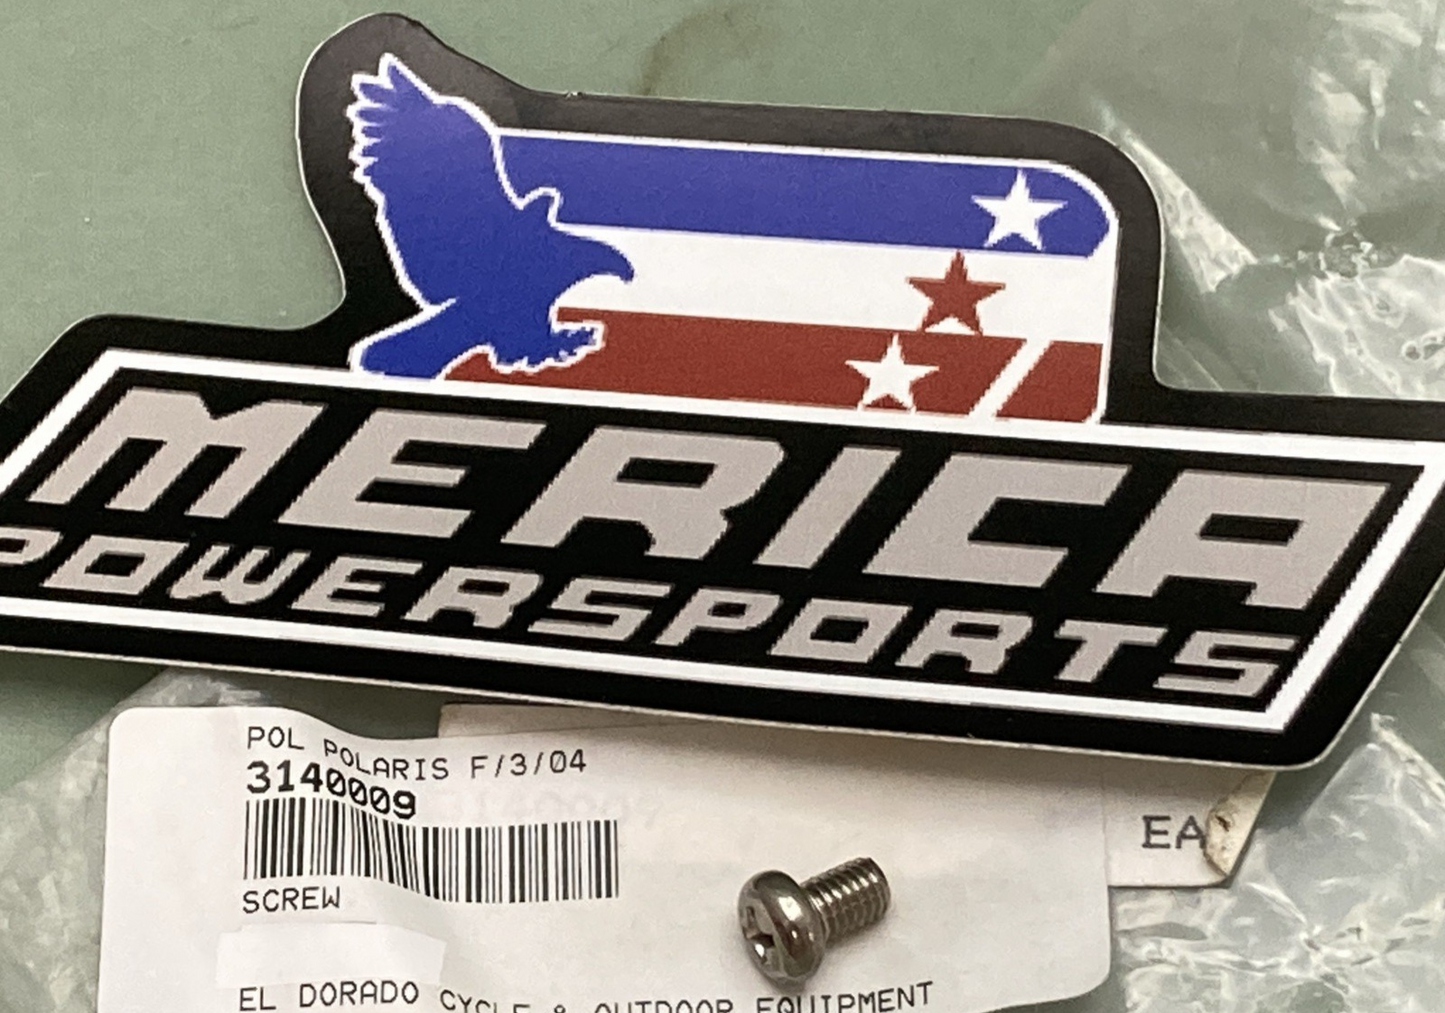 MERICA
POWERSPORTS
POL POLARIS F/3/04
3140009
SCREW
EA
EL DORADO CYCLE & OUTDOOR EQUIPMENT